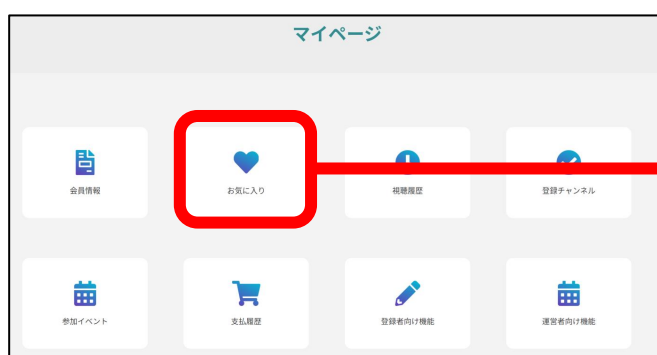 マイページ
会員情報
お気に入り
視聴履歴
登録チャンネル
参加イベント
支払履歴
登録者向け機能
運営者向け機能